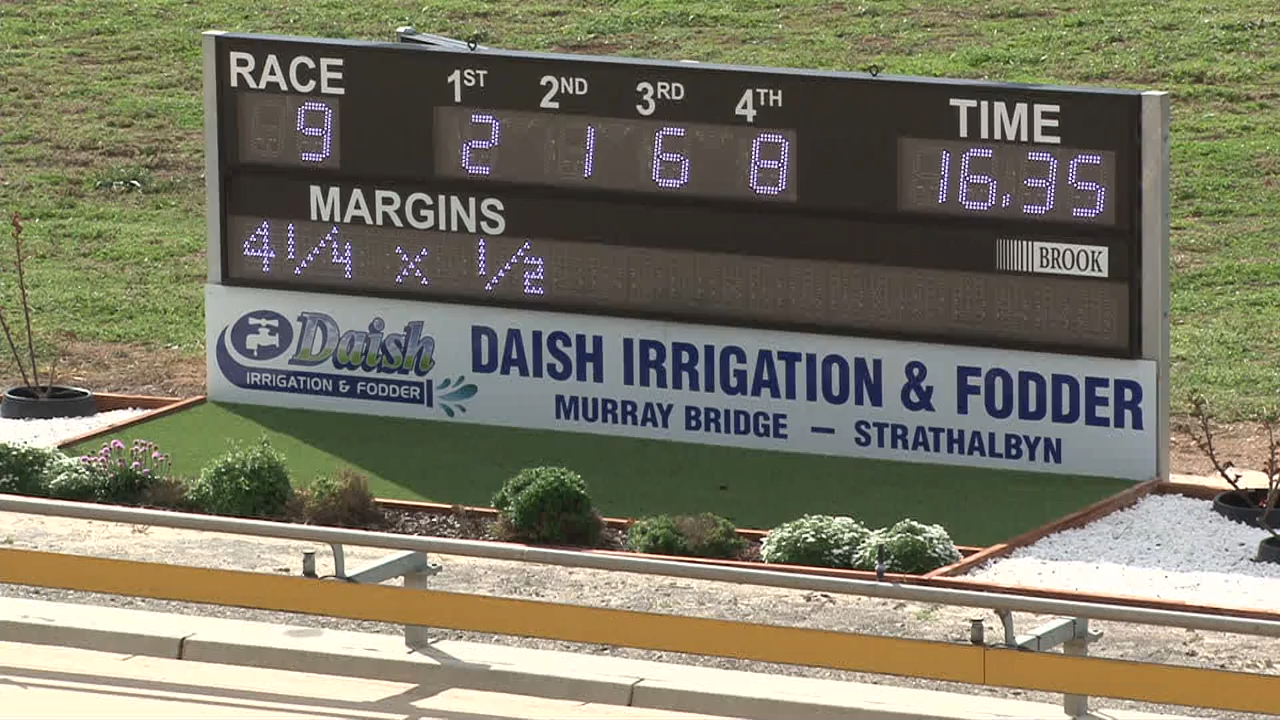 RACE 1ST 2ND 3RD 4TH TIME
9 2 1 6 8 16.35
MARGINS
4 1/4 x 1/2
BROOK
Daish
IRRIGATION & FODDER
DAISH IRRIGATION & FODDER
MURRAY BRIDGE – STRATHALBYN